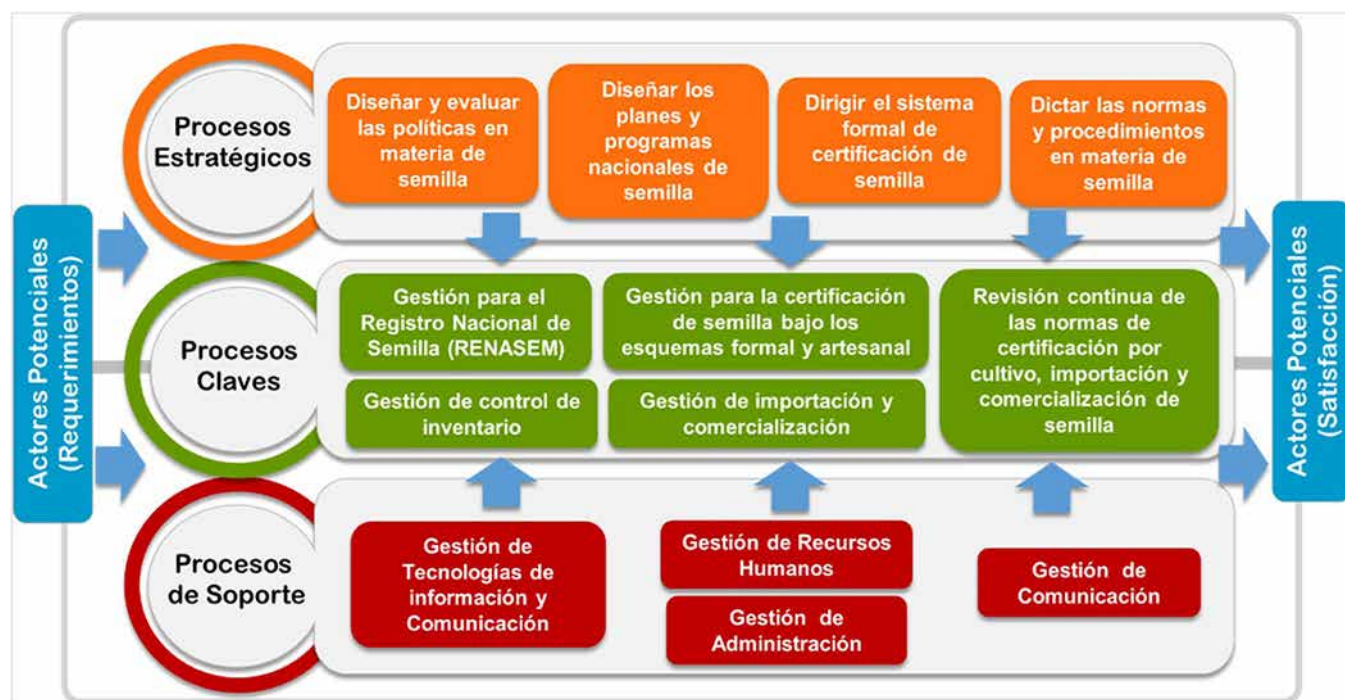 Actores Potenciales
(Requerimientos)
Procesos
Estratégicos
Diseñar y evaluar
las políticas en
materia de
semilla
Diseñar los
planes y
programas
nacionales de
semilla
Dirigir el sistema
formal de
certificación de
semilla
Dictar las normas
y procedimientos
en materia de
semilla
Procesos
Claves
Gestión para el
Registro Nacional de
Semilla (RENASEM)
Gestión de control de
inventario
Gestión para la certificación
de semilla bajo los
esquemas formal y artesanal
Gestión de importación y
comercialización
Revisión continua de
las normas de
certificación por
cultivo, importación y
comercialización de
semilla
Procesos
de Soporte
Gestión de
Tecnologías de
información y
Comunicación
Gestión de Recursos
Humanos
Gestión de
Administración
Gestión de
Comunicación
Actores Potenciales
(Satisfacción)